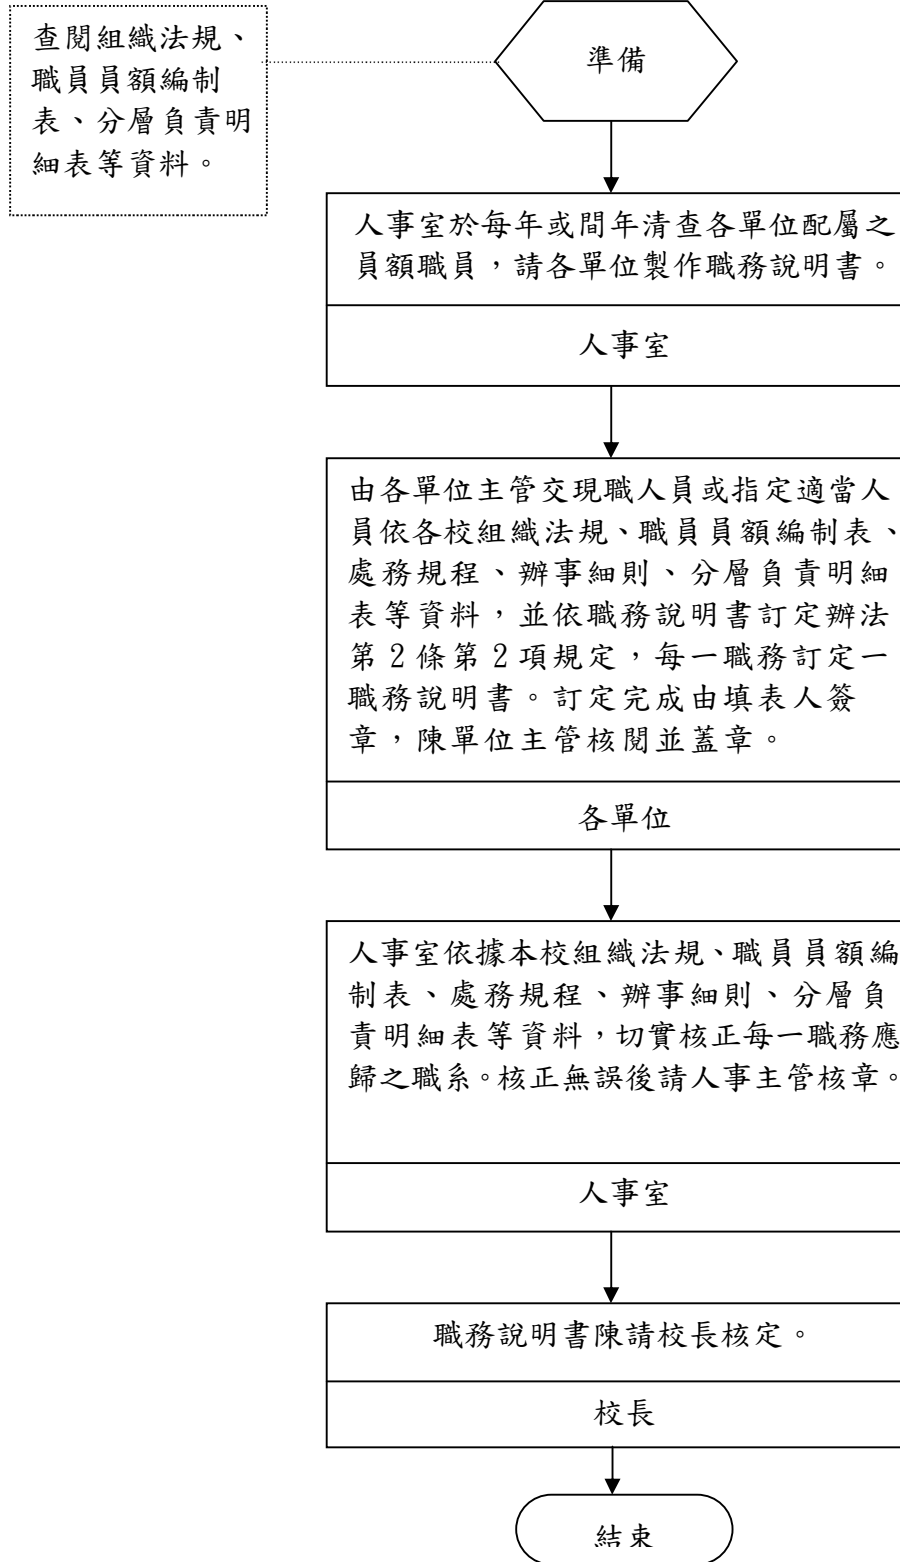 查閱組織法規、
職員員額編制
表、分層負責明
細表等資料。
準備
人事室於每年或間年清查各單位配屬之
員額職員，請各單位製作職務說明書。
人事室
由各單位主管交現職人員或指定適當人
員依各校組織法規、職員員額編制表、
處務規程、辦事細則、分層負責明細
表等資料，並依職務說明書訂定辦法
第2條第2項規定，每一職務訂定一
職務說明書。訂定完成由填表人簽
章，陳單位主管核閱並蓋章。
各單位
人事室依據本校組織法規、職員員額編
制表、處務規程、辦事細則、分層負
責明細表等資料，切實核正每一職務應
歸之職系。核正無誤後請人事主管核章。
人事室
職務說明書陳請校長核定。
校長
結束